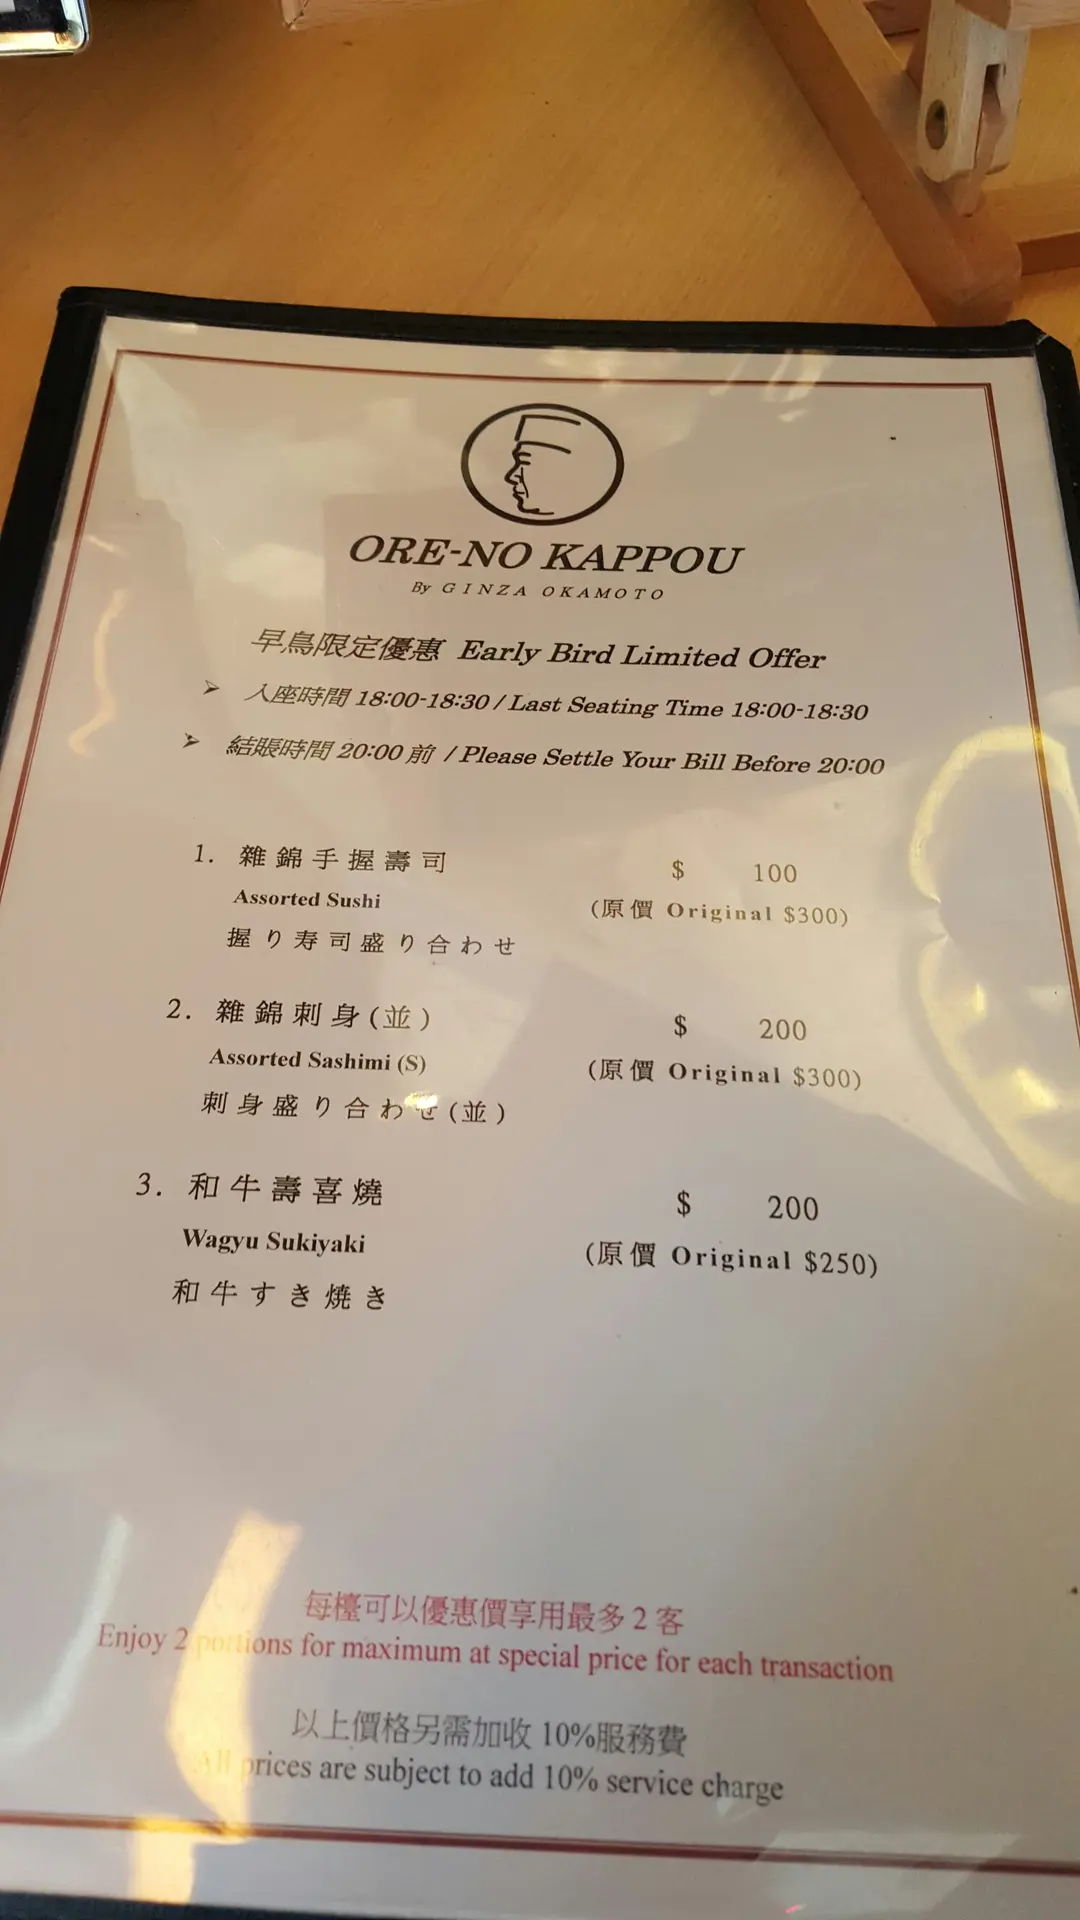 ORE-NO KAPPOU
By GINZA OKAMOTO
早鳥限定優惠 Early Bird Limited Offer
➢ 入座時間 18:00-18:30 / Last Seating Time 18:00-18:30
➢ 結賬時間 20:00 前 / Please Settle Your Bill Before 20:00
1. 雜錦手握壽司 $ 100
Assorted Sushi (原價 Original $300)
握り寿司盛り合わせ
2. 雜錦刺身(並) $ 200
Assorted Sashimi (S) (原價 Original $300)
刺身盛り合わせ(並)
3. 和牛壽喜燒 $ 200
Wagyu Sukiyaki (原價 Original $250)
和牛すき焼き
每檯可以優惠價享用最多 2 客
Enjoy 2 portions for maximum at special price for each transaction
以上價格另需加收 10%服務費
All prices are subject to add 10% service charge